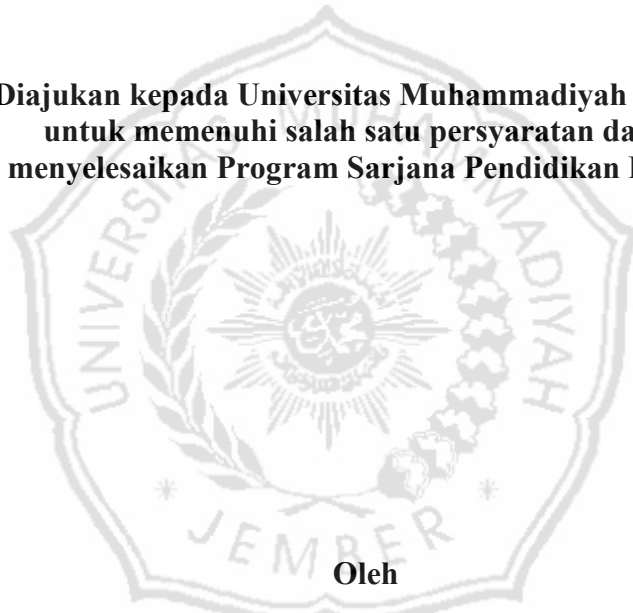 Diajukan kepada Universitas Muhammadiyah
untuk memenuhi salah satu persyaratan da
menyelesaikan Program Sarjana Pendidikan
UNIVERSITAS MUHAMMADIYAH
JEMBER
Oleh